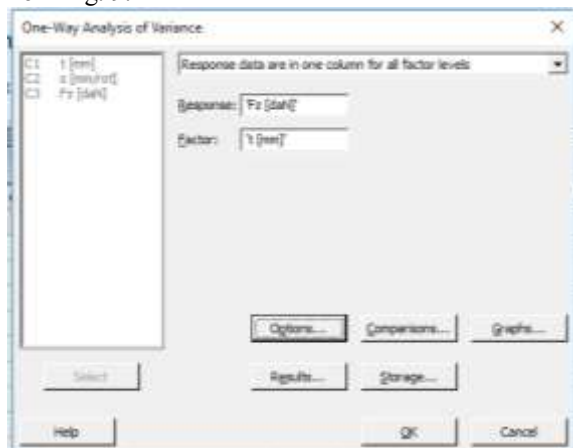 One-Way Analysis of Variance
C1 t [mm]
C2 s [mm/rot]
C3 Fz [daN]
Response data are in one column for all factor levels
Response: 'Fz [daN]'
Factor: 't [mm]'
Options... Comparisons... Graphs...
Select Results... Storage...
Help OK Cancel